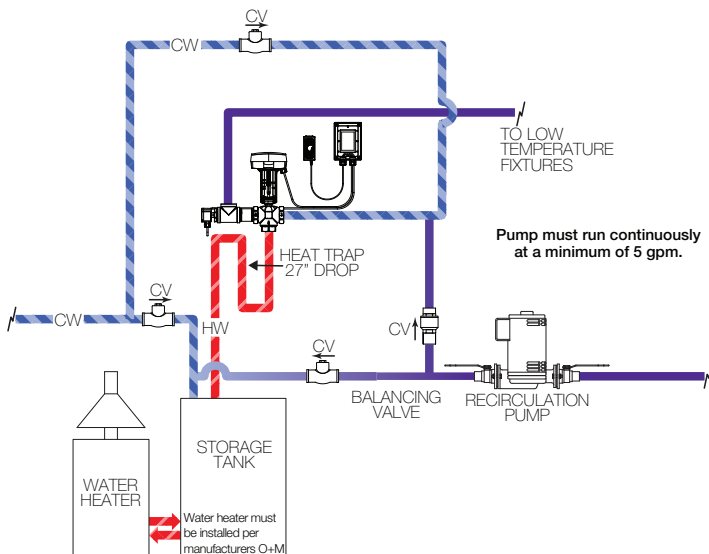 CV
CW
TO LOW
TEMPERATURE
FIXTURES
Pump must run continuously
at a minimum of 5 gpm.
HEAT TRAP
27" DROP
CV
CW
HW
CV
CV
BALANCING
VALVE
RECIRCULATION
PUMP
STORAGE
TANK
WATER
HEATER
Water heater must
be installed per
manufacturers O+M